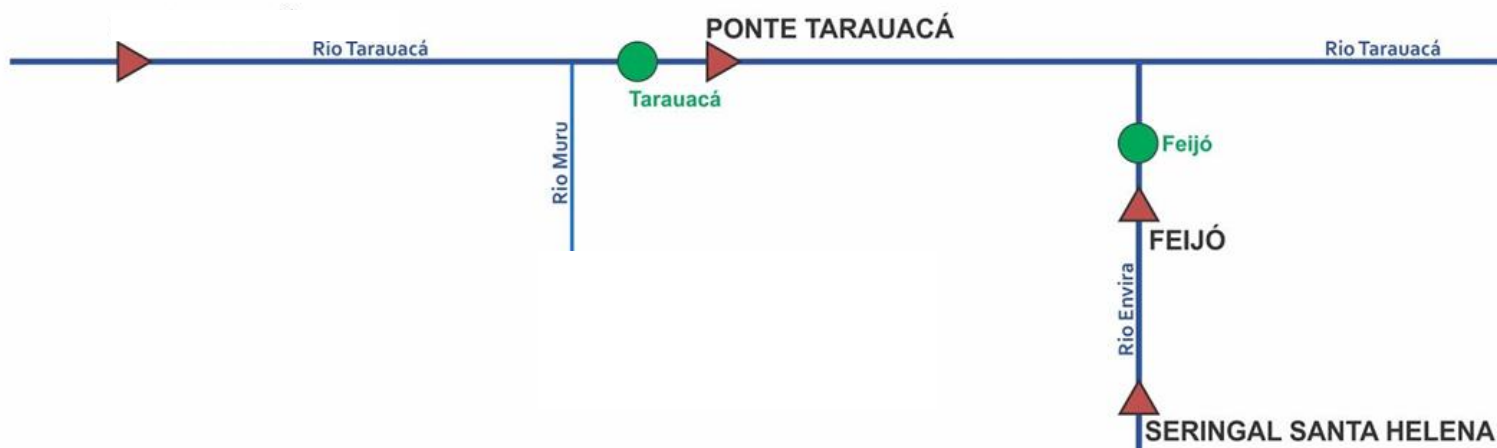 PONTE TARAUACÁ
Rio Tarauacá
Rio Tarauacá
Tarauacá
Rio Muru
Feijó
FEIJÓ
Rio Envira
SERINGAL SANTA HELENA